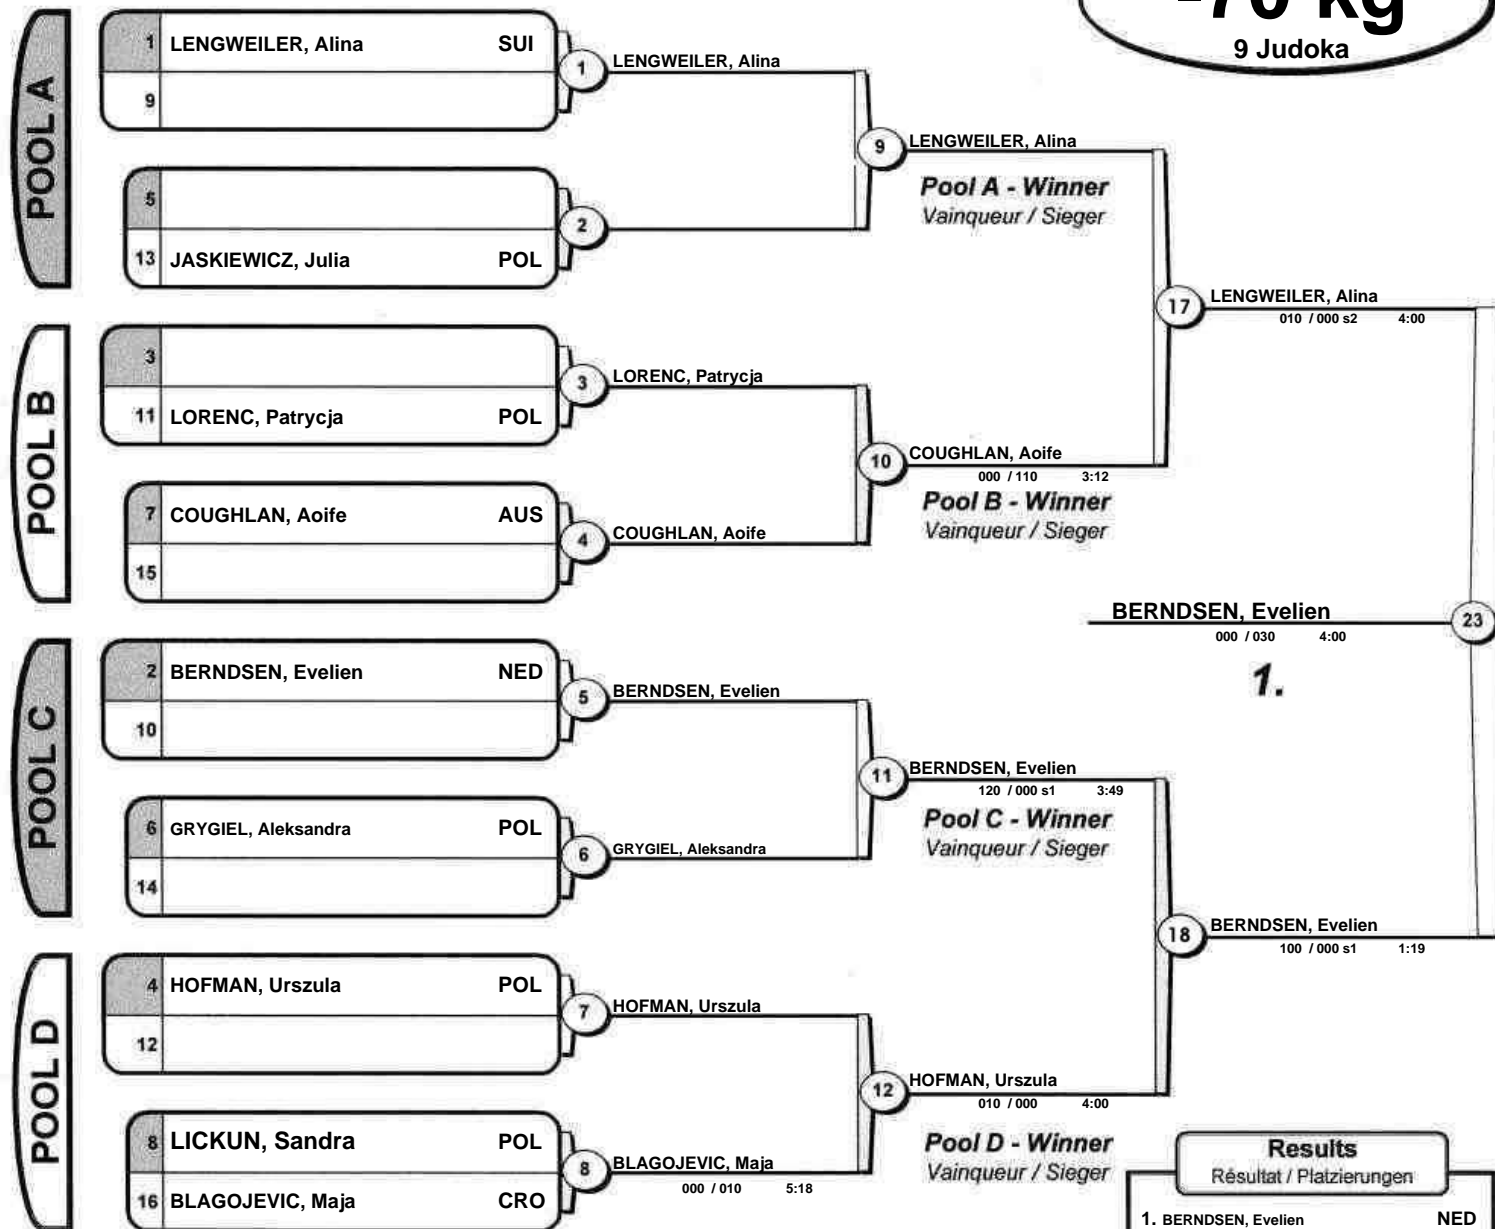 -70 kg
9 Judoka
POOL A
1 LENGWEILER, Alina SUI
9
1
LENGWEILER, Alina
5
13 JASKIEWICZ, Julia POL
2
9
LENGWEILER, Alina
Pool A - Winner
Vainqueur / Sieger
POOL B
3
11 LORENC, Patrycja POL
3
LORENC, Patrycja
7 COUGHLAN, Aoife AUS
15
4
COUGHLAN, Aoife
10
COUGHLAN, Aoife
000 / 110 3:12
Pool B - Winner
Vainqueur / Sieger
17
LENGWEILER, Alina
010 / 000 s2 4:00
BERNDSEN, Evelien
000 / 030 4:00
23
1.
POOL C
2 BERNDSEN, Evelien NED
10
5
BERNDSEN, Evelien
6 GRYGIEL, Aleksandra POL
14
6
GRYGIEL, Aleksandra
11
BERNDSEN, Evelien
120 / 000 s1 3:49
Pool C - Winner
Vainqueur / Sieger
18
BERNDSEN, Evelien
100 / 000 s1 1:19
POOL D
4 HOFMAN, Urszula POL
12
7
HOFMAN, Urszula
8 LICKUN, Sandra POL
16 BLAGOJEVIC, Maja CRO
8
BLAGOJEVIC, Maja
000 / 010 5:18
12
HOFMAN, Urszula
010 / 000 4:00
Pool D - Winner
Vainqueur / Sieger
Results
Résultat / Platzierungen
1. BERNDSEN, Evelien NED